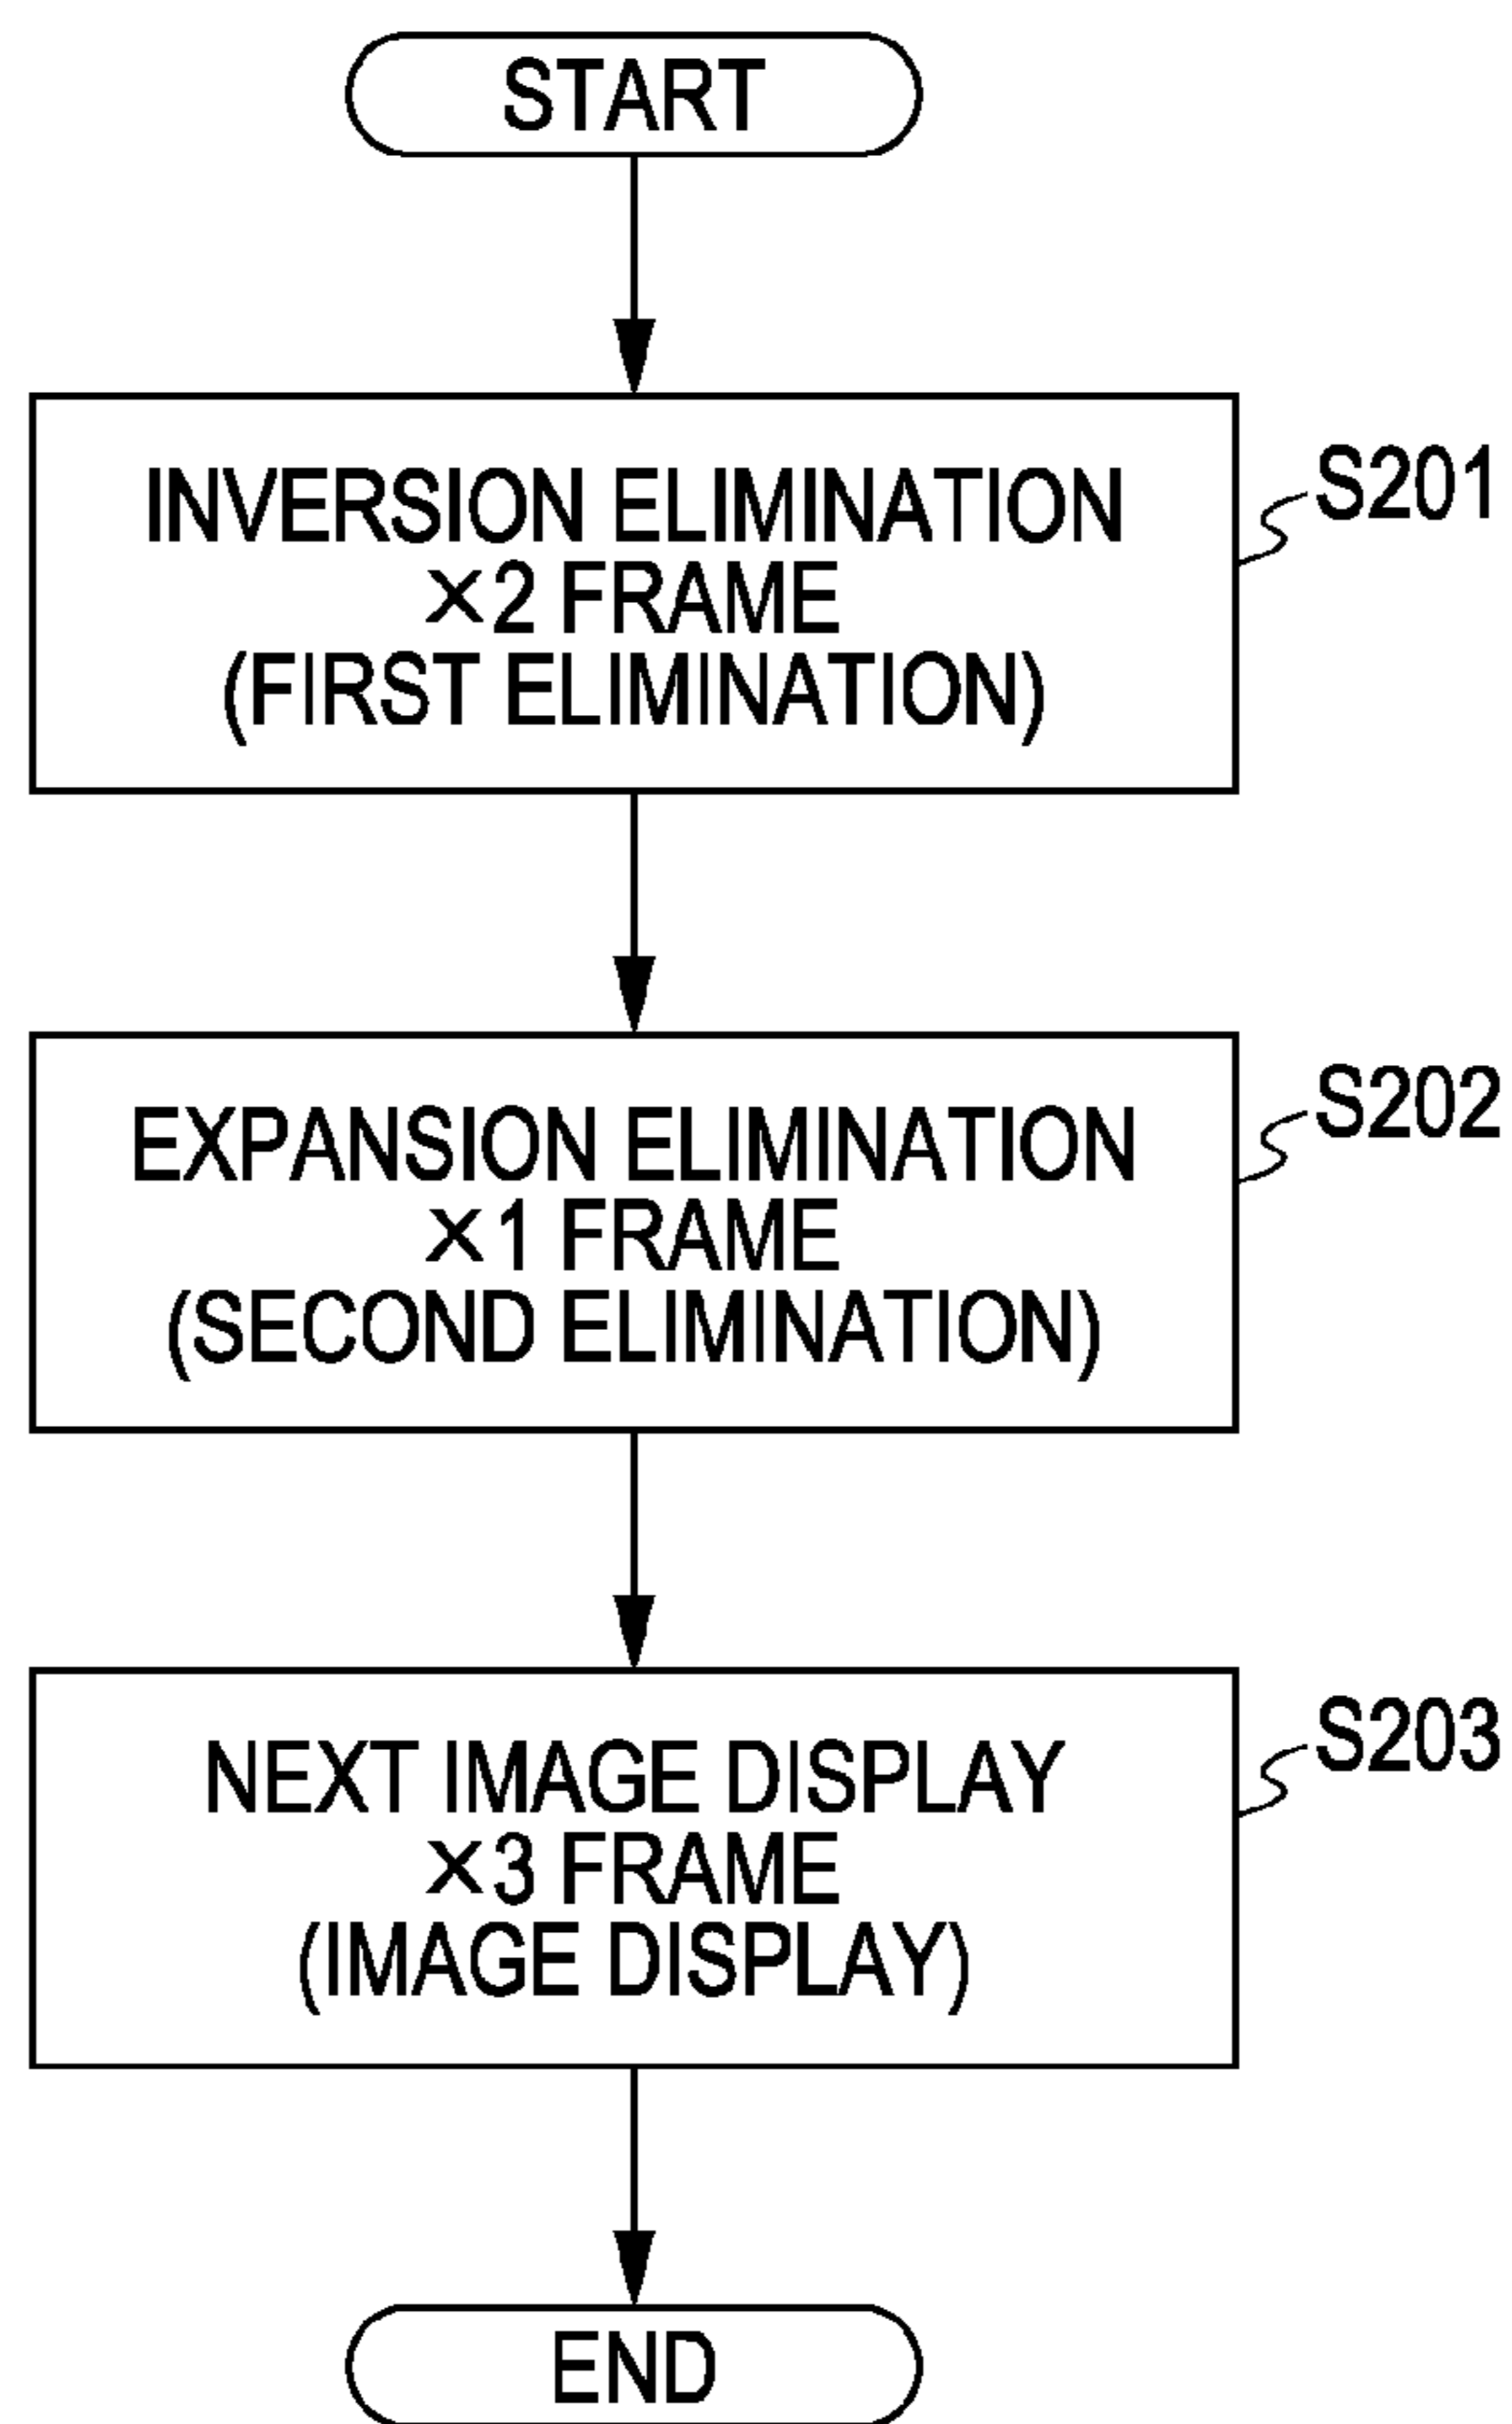 START
INVERSION ELIMINATION
×2 FRAME
(FIRST ELIMINATION)
S201
EXPANSION ELIMINATION
×1 FRAME
(SECOND ELIMINATION)
S202
NEXT IMAGE DISPLAY
×3 FRAME
(IMAGE DISPLAY)
S203
END